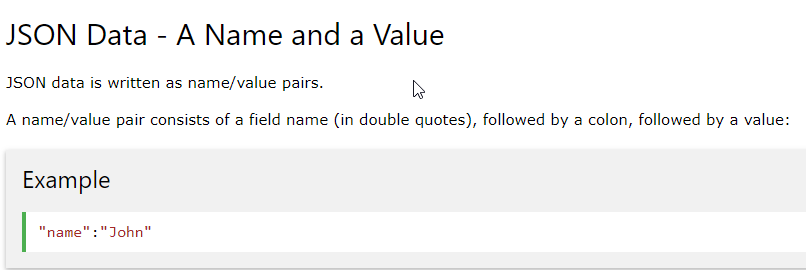 JSON Data - A Name and a Value
JSON data is written as name/value pairs.
A name/value pair consists of a field name (in double quotes), followed by a colon, followed by a value:
Example
"name":"John"